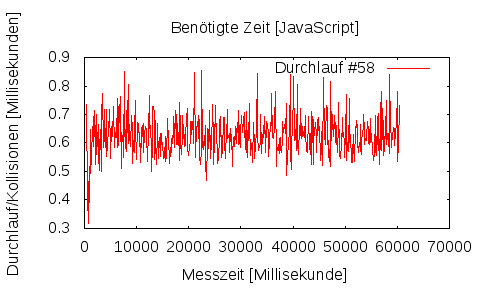 Benötigte Zeit [JavaScript]
Durchlauf/Kollisionen [Millisekunden]
Durchlauf #58
0.9
0.8
0.7
0.6
0.5
0.4
0.3
0 10000 20000 30000 40000 50000 60000 70000
Messzeit [Millisekunde]